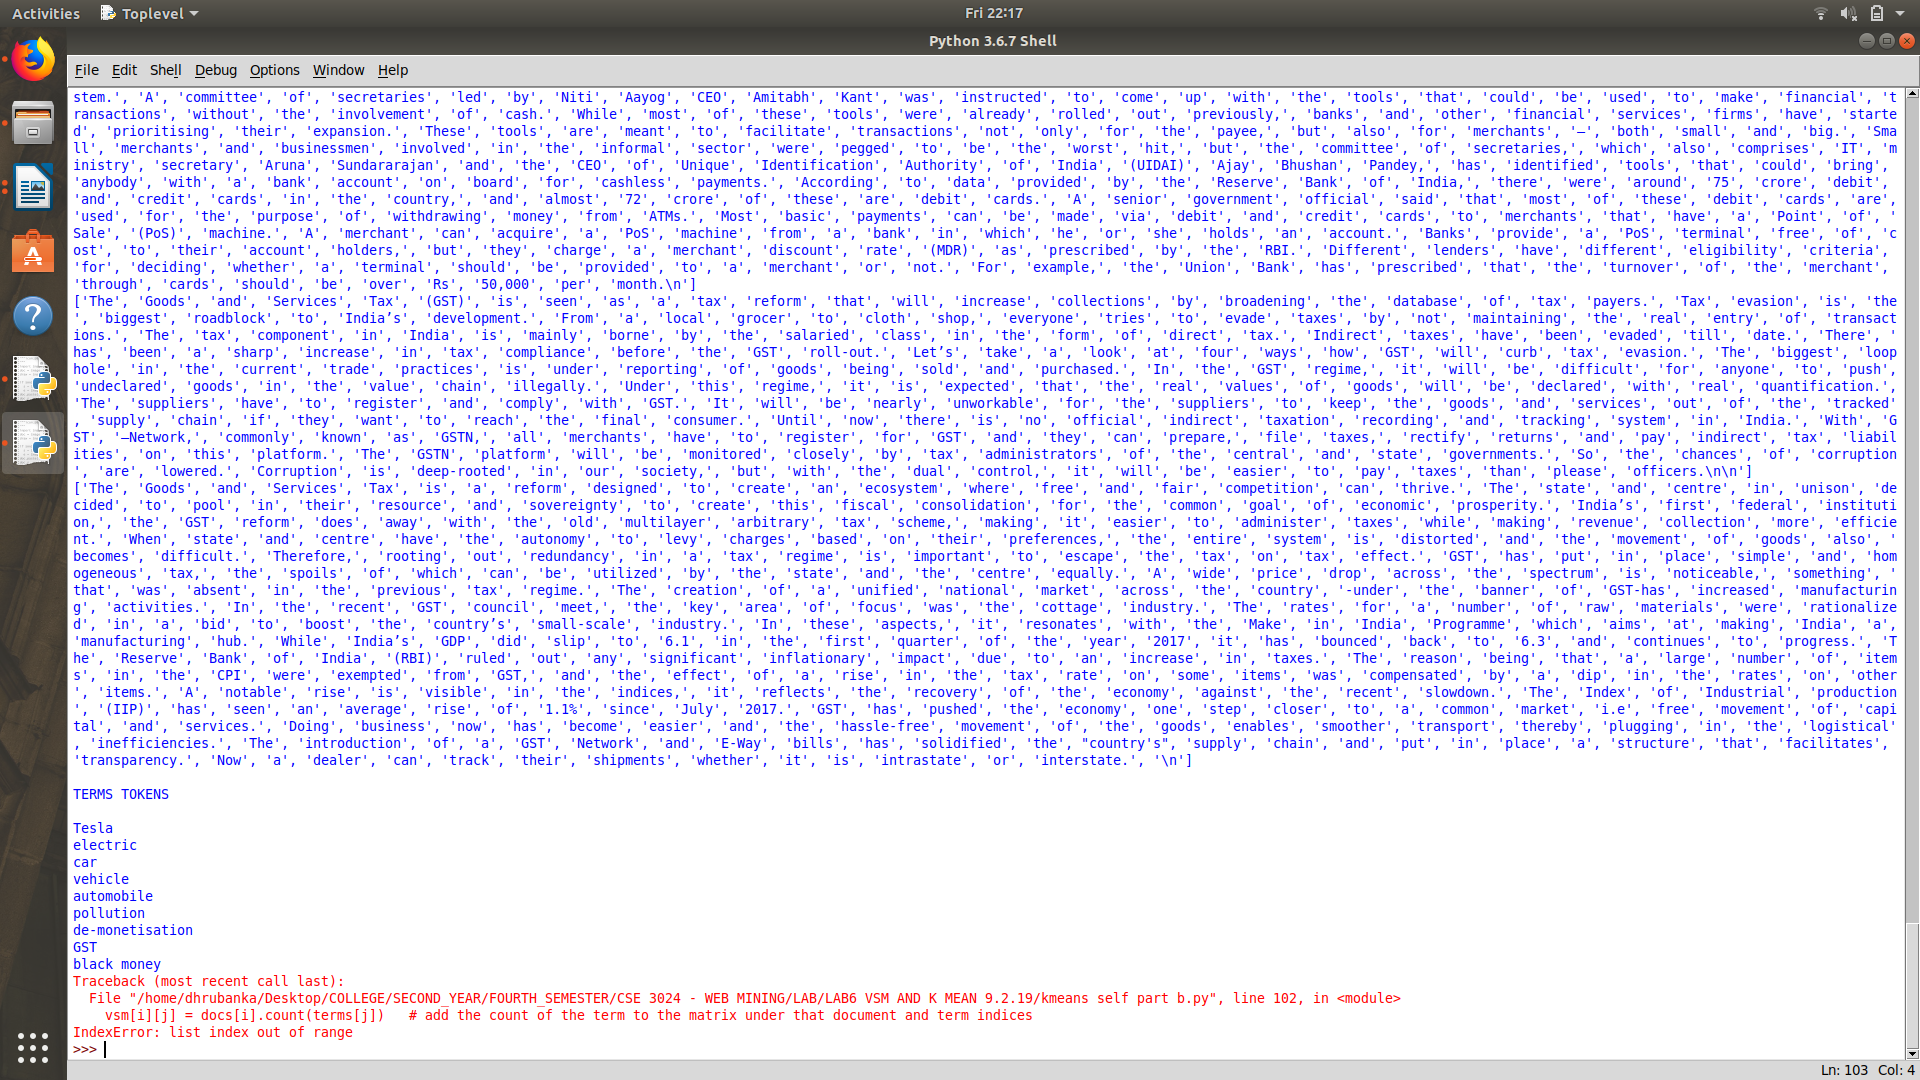 Activities Toplevel Fri 22:17
Python 3.6.7 Shell
File Edit Shell Debug Options Window Help
stem.', 'A', 'committee', 'of', 'secretaries', 'led', 'by', 'Niti', 'Aayog', 'CEO', 'Amitabh', 'Kant', 'was', 'instructed', 'to', 'come', 'up', 'with', 'the', 'tools', 'that', 'could', 'be', 'used', 'to', 'make', 'financial', 't
ransactions', 'without', 'the', 'involvement', 'of', 'cash.', 'While', 'most', 'of', 'these', 'tools', 'were', 'already', 'rolled', 'out', 'previously,', 'banks', 'and', 'other', 'financial', 'services', 'firms', 'have', 'starte
d', 'prioritising', 'their', 'expansion.', 'These', 'tools', 'are', 'meant', 'to', 'facilitate', 'transactions', 'not', 'only', 'for', 'the', 'payee,', 'but', 'also', 'for', 'merchants', '—', 'both', 'small', 'and', 'big.', 'Sma
ll', 'merchants', 'and', 'businessmen', 'involved', 'in', 'the', 'informal', 'sector', 'were', 'pegged', 'to', 'be', 'the', 'worst', 'hit,', 'but', 'the', 'committee', 'of', 'secretaries,', 'which', 'also', 'comprises', 'IT', 'm
inistry', 'secretary', 'Aruna', 'Sundararajan', 'and', 'the', 'CEO', 'of', 'Unique', 'Identification', 'Authority', 'of', 'India', '(UIDAI)', 'Ajay', 'Bhushan', 'Pandey,', 'has', 'identified', 'tools', 'that', 'could', 'bring',
'anybody', 'with', 'a', 'bank', 'account', 'on', 'board', 'for', 'cashless', 'payments.', 'According', 'to', 'data', 'provided', 'by', 'the', 'Reserve', 'Bank', 'of', 'India,', 'there', 'were', 'around', '75', 'crore', 'debit',
'and', 'credit', 'cards', 'in', 'the', 'country,', 'and', 'almost', '72', 'crore', 'of', 'these', 'are', 'debit', 'cards.', 'A', 'senior', 'government', 'official', 'said', 'that', 'most', 'of', 'these', 'debit', 'cards', 'are',
'used', 'for', 'the', 'purpose', 'of', 'withdrawing', 'money', 'from', 'ATMs.', 'Most', 'basic', 'payments', 'can', 'be', 'made', 'via', 'debit', 'and', 'credit', 'cards', 'to', 'merchants', 'that', 'have', 'a', 'Point', 'of', '
Sale', '(PoS)', 'machine.', 'A', 'merchant', 'can', 'acquire', 'a', 'PoS', 'machine', 'from', 'a', 'bank', 'in', 'which', 'he', 'or', 'she', 'holds', 'an', 'account.', 'Banks', 'provide', 'a', 'PoS', 'terminal', 'free', 'of', 'c
ost', 'to', 'their', 'account', 'holders,', 'but', 'they', 'charge', 'a', 'merchant', 'discount', 'rate', '(MDR)', 'as', 'prescribed', 'by', 'the', 'RBI.', 'Different', 'lenders', 'have', 'different', 'eligibility', 'criteria',
'for', 'deciding', 'whether', 'a', 'terminal', 'should', 'be', 'provided', 'to', 'a', 'merchant', 'or', 'not.', 'For', 'example,', 'the', 'Union', 'Bank', 'has', 'prescribed', 'that', 'the', 'turnover', 'of', 'the', 'merchant',
'through', 'cards', 'should', 'be', 'over', 'Rs', '50,000', 'per', 'month.\n']
['The', 'Goods', 'and', 'Services', 'Tax', '(GST)', 'is', 'seen', 'as', 'a', 'tax', 'reform', 'that', 'will', 'increase', 'collections', 'by', 'broadening', 'the', 'database', 'of', 'tax', 'payers.', 'Tax', 'evasion', 'is', 'the
', 'biggest', 'roadblock', 'to', 'India’s', 'development.', 'From', 'a', 'local', 'grocer', 'to', 'cloth', 'shop,', 'everyone', 'tries', 'to', 'evade', 'taxes', 'by', 'not', 'maintaining', 'the', 'real', 'entry', 'of', 'transact
ions.', 'The', 'tax', 'component', 'in', 'India', 'is', 'mainly', 'borne', 'by', 'the', 'salaried', 'class', 'in', 'the', 'form', 'of', 'direct', 'tax.', 'Indirect', 'taxes', 'have', 'been', 'evaded', 'till', 'date.', 'There', '
has', 'been', 'a', 'sharp', 'increase', 'in', 'tax', 'compliance', 'before', 'the', 'GST', 'roll-out.', 'Let’s', 'take', 'a', 'look', 'at', 'four', 'ways', 'how', 'GST', 'will', 'curb', 'tax', 'evasion.', 'The', 'biggest', 'loop
hole', 'in', 'the', 'current', 'trade', 'practices', 'is', 'under', 'reporting', 'of', 'goods', 'being', 'sold', 'and', 'purchased.', 'In', 'the', 'GST', 'regime,', 'it', 'will', 'be', 'difficult', 'for', 'anyone', 'to', 'push',
'undeclared', 'goods', 'in', 'the', 'value', 'chain', 'illegally.', 'Under', 'this', 'regime,', 'it', 'is', 'expected', 'that', 'the', 'real', 'values', 'of', 'goods', 'will', 'be', 'declared', 'with', 'real', 'quantification.',
'The', 'suppliers', 'have', 'to', 'register', 'and', 'comply', 'with', 'GST.', 'It', 'will', 'be', 'nearly', 'unworkable', 'for', 'the', 'suppliers', 'to', 'keep', 'the', 'goods', 'and', 'services', 'out', 'of', 'the', 'tracked'
, 'supply', 'chain', 'if', 'they', 'want', 'to', 'reach', 'the', 'final', 'consumer.', 'Until', 'now', 'there', 'is', 'no', 'official', 'indirect', 'taxation', 'recording', 'and', 'tracking', 'system', 'in', 'India.', 'With', 'G
ST', '—Network,', 'commonly', 'known', 'as', 'GSTN,', 'all', 'merchants', 'have', 'to', 'register', 'for', 'GST', 'and', 'they', 'can', 'prepare,', 'file', 'taxes,', 'rectify', 'returns', 'and', 'pay', 'indirect', 'tax', 'liabil
ities', 'on', 'this', 'platform.', 'The', 'GSTN', 'platform', 'will', 'be', 'monitored', 'closely', 'by', 'tax', 'administrators', 'of', 'the', 'central', 'and', 'state', 'governments.', 'So', 'the', 'chances', 'of', 'corruption
', 'are', 'lowered.', 'Corruption', 'is', 'deep-rooted', 'in', 'our', 'society,', 'but', 'with', 'the', 'dual', 'control,', 'it', 'will', 'be', 'easier', 'to', 'pay', 'taxes', 'than', 'please', 'officers.\n\n']
['The', 'Goods', 'and', 'Services', 'Tax', 'is', 'a', 'reform', 'designed', 'to', 'create', 'an', 'ecosystem', 'where', 'free', 'and', 'fair', 'competition', 'can', 'thrive.', 'The', 'state', 'and', 'centre', 'in', 'unison', 'de
cided', 'to', 'pool', 'in', 'their', 'resource', 'and', 'sovereignty', 'to', 'create', 'this', 'fiscal', 'consolidation', 'for', 'the', 'common', 'goal', 'of', 'economic', 'prosperity.', 'India’s', 'first', 'federal', 'instituti
on,', 'the', 'GST', 'reform', 'does', 'away', 'with', 'the', 'old', 'multilayer', 'arbitrary', 'tax', 'scheme,', 'making', 'it', 'easier', 'to', 'administer', 'taxes', 'while', 'making', 'revenue', 'collection', 'more', 'efficie
nt.', 'When', 'state', 'and', 'centre', 'have', 'the', 'autonomy', 'to', 'levy', 'charges', 'based', 'on', 'their', 'preferences,', 'the', 'entire', 'system', 'is', 'distorted', 'and', 'the', 'movement', 'of', 'goods', 'also', '
becomes', 'difficult.', 'Therefore,', 'rooting', 'out', 'redundancy', 'in', 'a', 'tax', 'regime', 'is', 'important', 'to', 'escape', 'the', 'tax', 'on', 'tax', 'effect.', 'GST', 'has', 'put', 'in', 'place', 'simple', 'and', 'hom
ogeneous', 'tax,', 'the', 'spoils', 'of', 'which', 'can', 'be', 'utilized', 'by', 'the', 'state', 'and', 'the', 'centre', 'equally.', 'A', 'wide', 'price', 'drop', 'across', 'the', 'spectrum', 'is', 'noticeable,', 'something', '
that', 'was', 'absent', 'in', 'the', 'previous', 'tax', 'regime.', 'The', 'creation', 'of', 'a', 'unified', 'national', 'market', 'across', 'the', 'country', '-under', 'the', 'banner', 'of', 'GST-has', 'increased', 'manufacturin
g', 'activities.', 'In', 'the', 'recent', 'GST', 'council', 'meet,', 'the', 'key', 'area', 'of', 'focus', 'was', 'the', 'cottage', 'industry.', 'The', 'rates', 'for', 'a', 'number', 'of', 'raw', 'materials', 'were', 'rationalize
d', 'in', 'a', 'bid', 'to', 'boost', 'the', 'country’s', 'small-scale', 'industry.', 'In', 'these', 'aspects,', 'it', 'resonates', 'with', 'the', 'Make', 'in', 'India', 'Programme', 'which', 'aims', 'at', 'making', 'India', 'a',
'manufacturing', 'hub.', 'While', 'India’s', 'GDP', 'did', 'slip', 'to', '6.1', 'in', 'the', 'first', 'quarter', 'of', 'the', 'year', '2017', 'it', 'has', 'bounced', 'back', 'to', '6.3', 'and', 'continues', 'to', 'progress.', 'T
he', 'Reserve', 'Bank', 'of', 'India', '(RBI)', 'ruled', 'out', 'any', 'significant', 'inflationary', 'impact', 'due', 'to', 'an', 'increase', 'in', 'taxes.', 'The', 'reason', 'being', 'that', 'a', 'large', 'number', 'of', 'item
s', 'in', 'the', 'CPI', 'were', 'exempted', 'from', 'GST,', 'and', 'the', 'effect', 'of', 'a', 'rise', 'in', 'the', 'tax', 'rate', 'on', 'some', 'items', 'was', 'compensated', 'by', 'a', 'dip', 'in', 'the', 'rates', 'on', 'other
', 'items.', 'A', 'notable', 'rise', 'is', 'visible', 'in', 'the', 'indices,', 'it', 'reflects', 'the', 'recovery', 'of', 'the', 'economy', 'against', 'the', 'recent', 'slowdown.', 'The', 'Index', 'of', 'Industrial', 'production
', '(IIP)', 'has', 'seen', 'an', 'average', 'rise', 'of', '1.1%', 'since', 'July', '2017.', 'GST', 'has', 'pushed', 'the', 'economy', 'one', 'step', 'closer', 'to', 'a', 'common', 'market', 'i.e', 'free', 'movement', 'of', 'capi
tal', 'and', 'services.', 'Doing', 'business', 'now', 'has', 'become', 'easier', 'and', 'the', 'hassle-free', 'movement', 'of', 'the', 'goods', 'enables', 'smoother', 'transport', 'thereby', 'plugging', 'in', 'the', 'logistical'
, 'inefficiencies.', 'The', 'introduction', 'of', 'a', 'GST', 'Network', 'and', 'E-Way', 'bills', 'has', 'solidified', 'the', "country's", 'supply', 'chain', 'and', 'put', 'in', 'place', 'a', 'structure', 'that', 'facilitates',
'transparency.', 'Now', 'a', 'dealer', 'can', 'track', 'their', 'shipments', 'whether', 'it', 'is', 'intrastate', 'or', 'interstate.', '\n']
TERMS TOKENS
Tesla
electric
car
vehicle
automobile
pollution
de-monetisation
GST
black money
Traceback (most recent call last):
File "/home/dhrubanka/Desktop/COLLEGE/SECOND_YEAR/FOURTH_SEMESTER/CSE 3024 - WEB MINING/LAB/LAB6 VSM AND K MEAN 9.2.19/kmeans self part b.py", line 102, in <module>
vsm[i][j] = docs[i].count(terms[j]) # add the count of the term to the matrix under that document and term indices
IndexError: list index out of range
>>>
Ln: 103 Col: 4